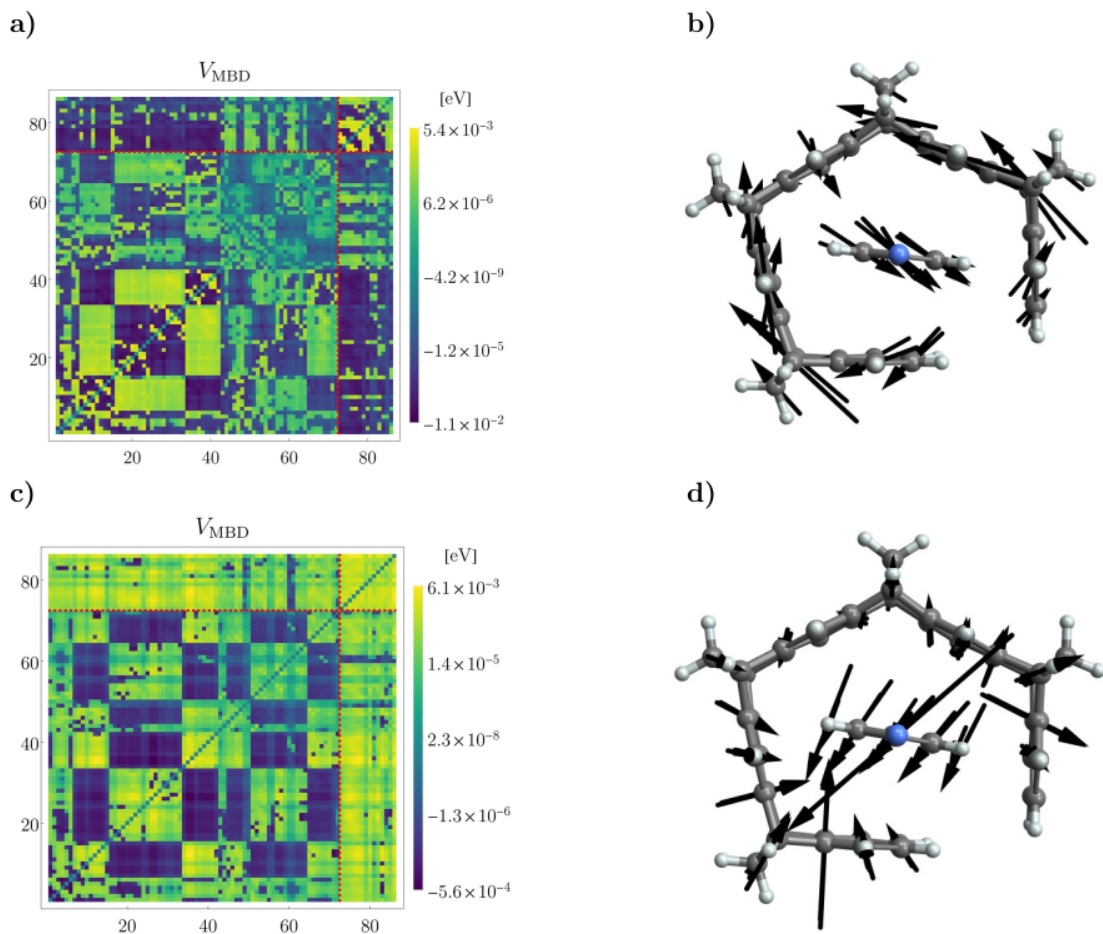 a)
b)
V_MBD
[eV]
80
60
40
20
20 40 60 80
5.4×10⁻³
6.2×10⁻⁶
−4.2×10⁻⁹
−1.2×10⁻⁵
−1.1×10⁻²
c)
d)
V_MBD
[eV]
80
60
40
20
20 40 60 80
6.1×10⁻³
1.4×10⁻⁵
2.3×10⁻⁸
−1.3×10⁻⁶
−5.6×10⁻⁴